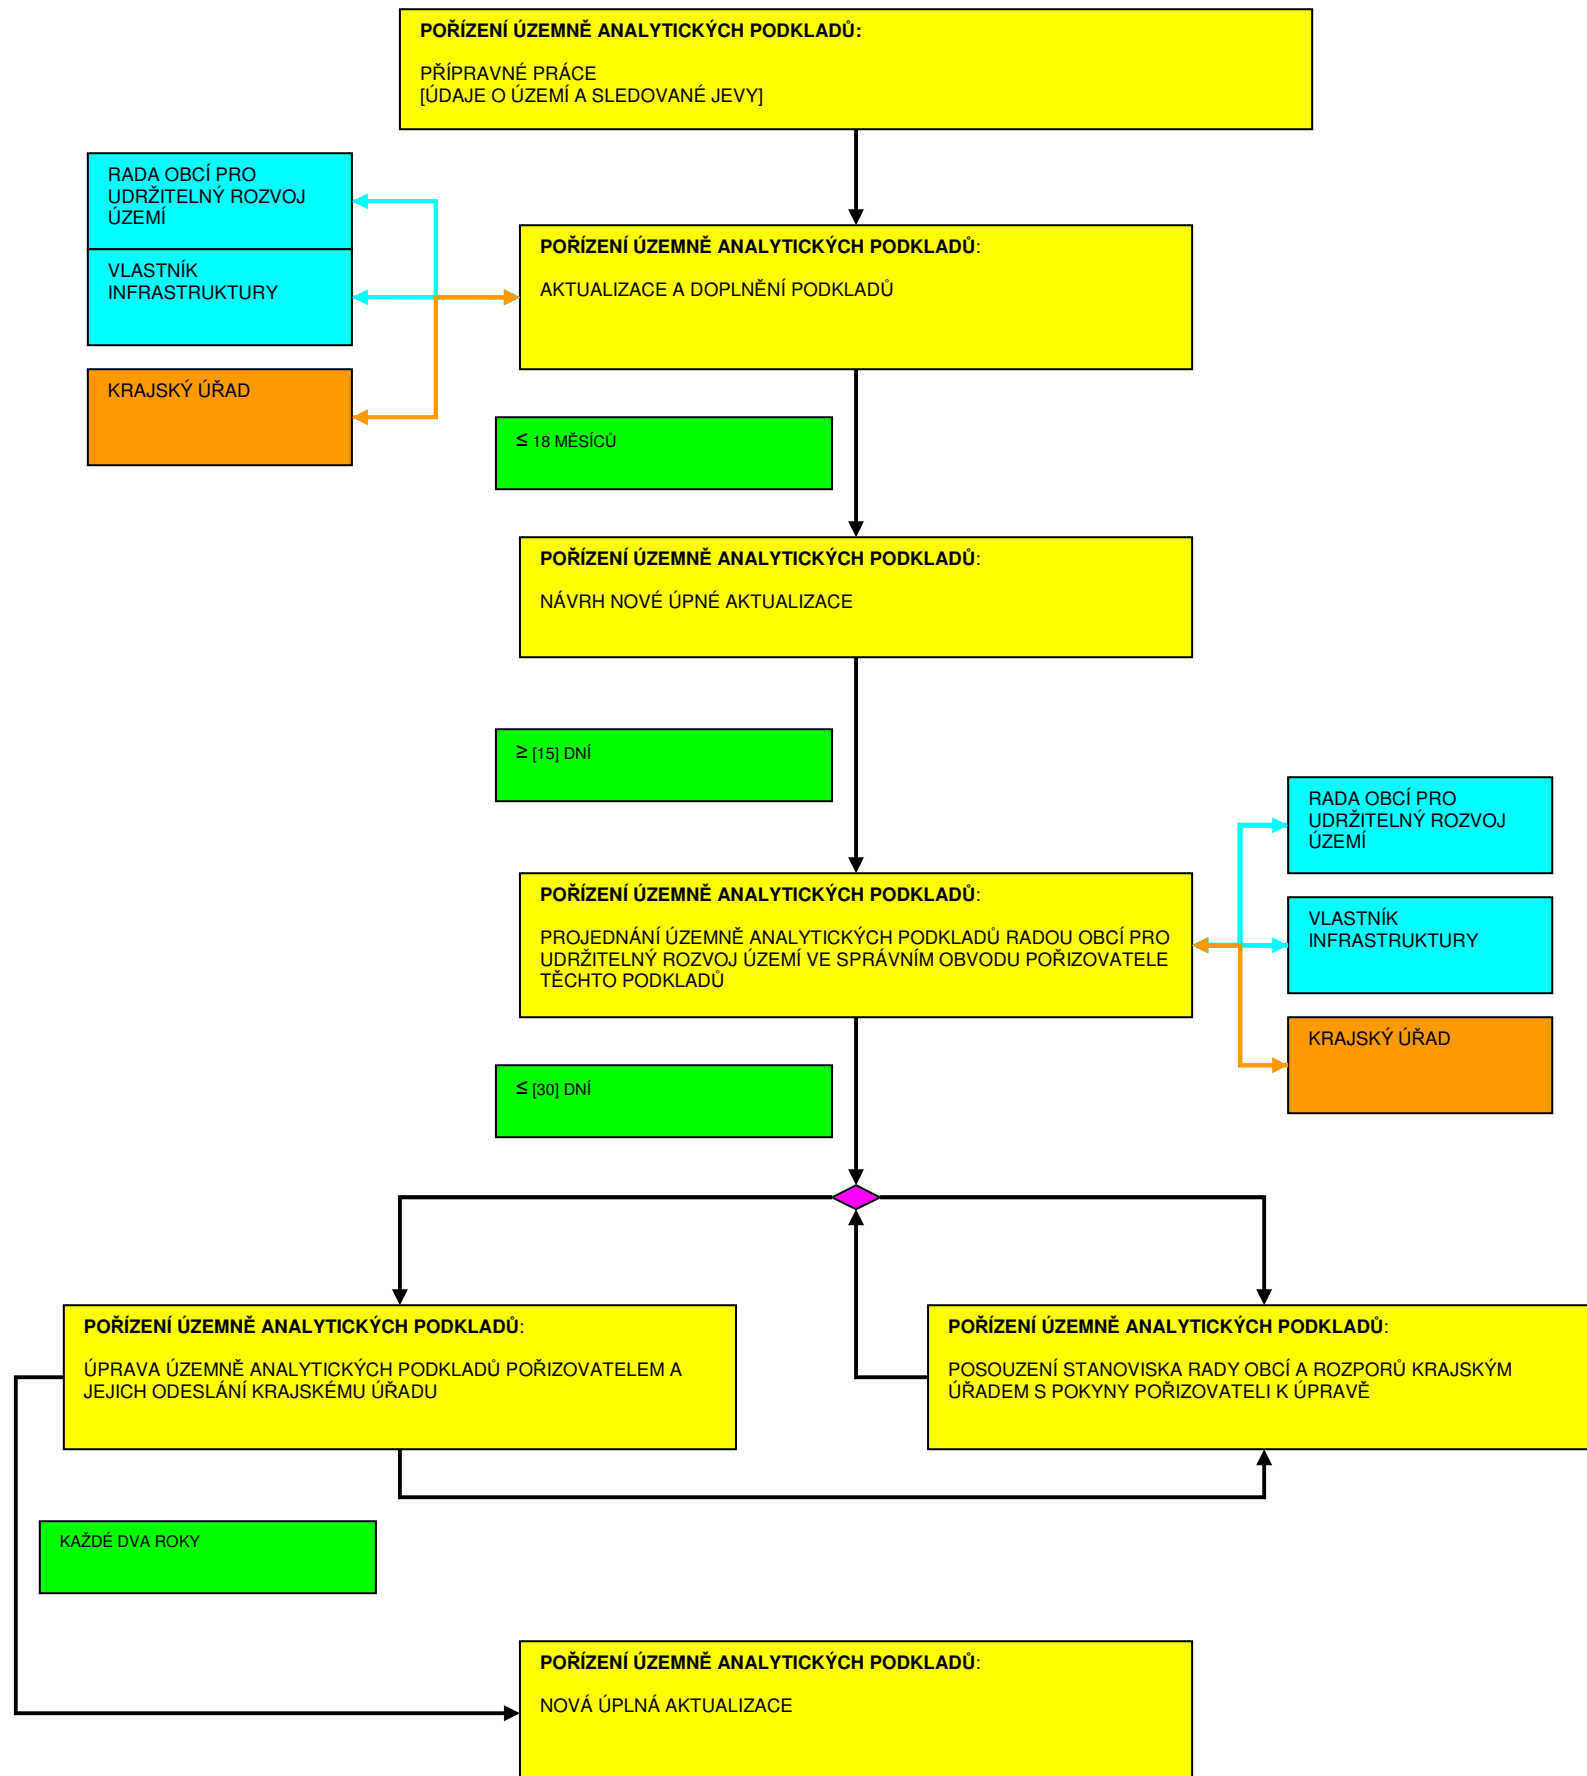 POŘÍZENÍ ÚZEMNĚ ANALYTICKÝCH PODKLADŮ:
PŘÍPRAVNÉ PRÁCE
[ÚDAJE O ÚZEMÍ A SLEDOVANÉ JEVY]
RADA OBCÍ PRO
UDRŽITELNÝ ROZVOJ
ÚZEMÍ
VLASTNÍK
INFRASTRUKTURY
KRAJSKÝ ÚŘAD
POŘÍZENÍ ÚZEMNĚ ANALYTICKÝCH PODKLADŮ:
AKTUALIZACE A DOPLNĚNÍ PODKLADŮ
≤ 18 MĚSÍCŮ
POŘÍZENÍ ÚZEMNĚ ANALYTICKÝCH PODKLADŮ:
NÁVRH NOVÉ ÚPNÉ AKTUALIZACE
≥ [15] DNÍ
POŘÍZENÍ ÚZEMNĚ ANALYTICKÝCH PODKLADŮ:
PROJEDNÁNÍ ÚZEMNĚ ANALYTICKÝCH PODKLADŮ RADOU OBCÍ PRO
UDRŽITELNÝ ROZVOJ ÚZEMÍ VE SPRÁVNÍM OBVODU POŘIZOVATELE
TĚCHTO PODKLADŮ
RADA OBCÍ PRO
UDRŽITELNÝ ROZVOJ
ÚZEMÍ
VLASTNÍK
INFRASTRUKTURY
KRAJSKÝ ÚŘAD
≤ [30] DNÍ
POŘÍZENÍ ÚZEMNĚ ANALYTICKÝCH PODKLADŮ:
ÚPRAVA ÚZEMNĚ ANALYTICKÝCH PODKLADŮ POŘIZOVATELEM A
JEJICH ODESLÁNÍ KRAJSKÉMU ÚŘADU
POŘÍZENÍ ÚZEMNĚ ANALYTICKÝCH PODKLADŮ:
POSOUZENÍ STANOVISKA RADY OBCÍ A ROZPORŮ KRAJSKÝM
ÚŘADEM S POKYNY POŘIZOVATELI K ÚPRAVĚ
KAŽDÉ DVA ROKY
POŘÍZENÍ ÚZEMNĚ ANALYTICKÝCH PODKLADŮ:
NOVÁ ÚPLNÁ AKTUALIZACE